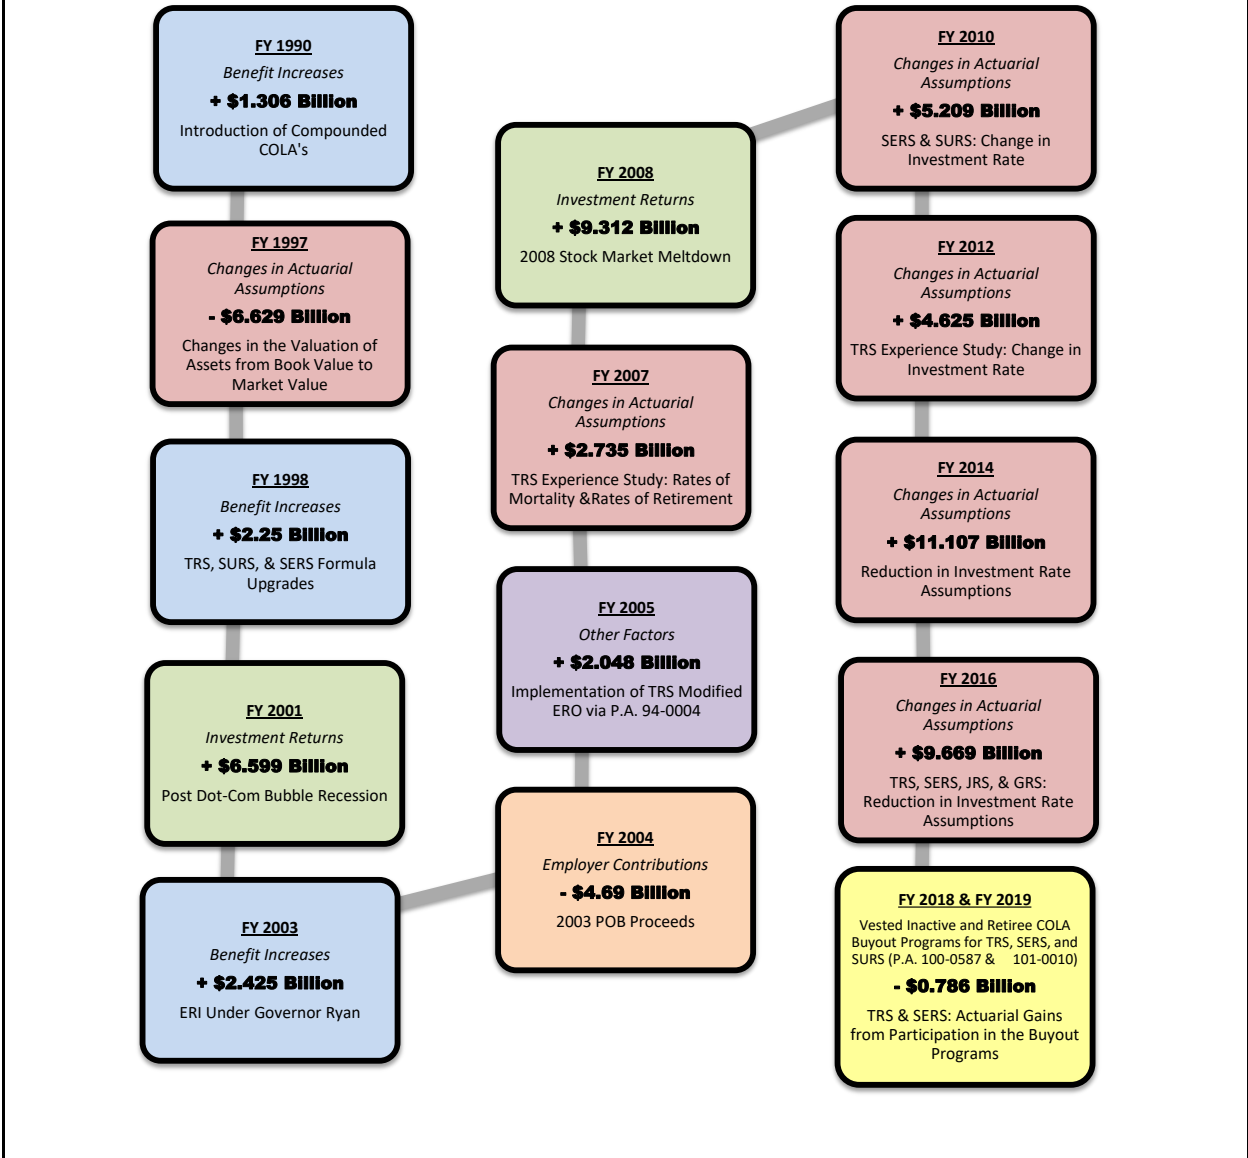 FY 1990
Benefit Increases
+ $1.306 Billion
Introduction of Compounded
COLA's
FY 1997
Changes in Actuarial
Assumptions
- $6.629 Billion
Changes in the Valuation of
Assets from Book Value to
Market Value
FY 1998
Benefit Increases
+ $2.25 Billion
TRS, SURS, & SERS Formula
Upgrades
FY 2001
Investment Returns
+ $6.599 Billion
Post Dot-Com Bubble Recession
FY 2003
Benefit Increases
+ $2.425 Billion
ERI Under Governor Ryan
FY 2004
Employer Contributions
- $4.69 Billion
2003 POB Proceeds
FY 2005
Other Factors
+ $2.048 Billion
Implementation of TRS Modified
ERO via P.A. 94-0004
FY 2007
Changes in Actuarial
Assumptions
+ $2.735 Billion
TRS Experience Study: Rates of
Mortality &Rates of Retirement
FY 2008
Investment Returns
+ $9.312 Billion
2008 Stock Market Meltdown
FY 2010
Changes in Actuarial
Assumptions
+ $5.209 Billion
SERS & SURS: Change in
Investment Rate
FY 2012
Changes in Actuarial
Assumptions
+ $4.625 Billion
TRS Experience Study: Change in
Investment Rate
FY 2014
Changes in Actuarial
Assumptions
+ $11.107 Billion
Reduction in Investment Rate
Assumptions
FY 2016
Changes in Actuarial
Assumptions
+ $9.669 Billion
TRS, SERS, JRS, & GRS:
Reduction in Investment Rate
Assumptions
FY 2018 & FY 2019
Vested Inactive and Retiree COLA
Buyout Programs for TRS, SERS, and
SURS (P.A. 100-0587 & 101-0010)
- $0.786 Billion
TRS & SERS: Actuarial Gains
from Participation in the Buyout
Programs